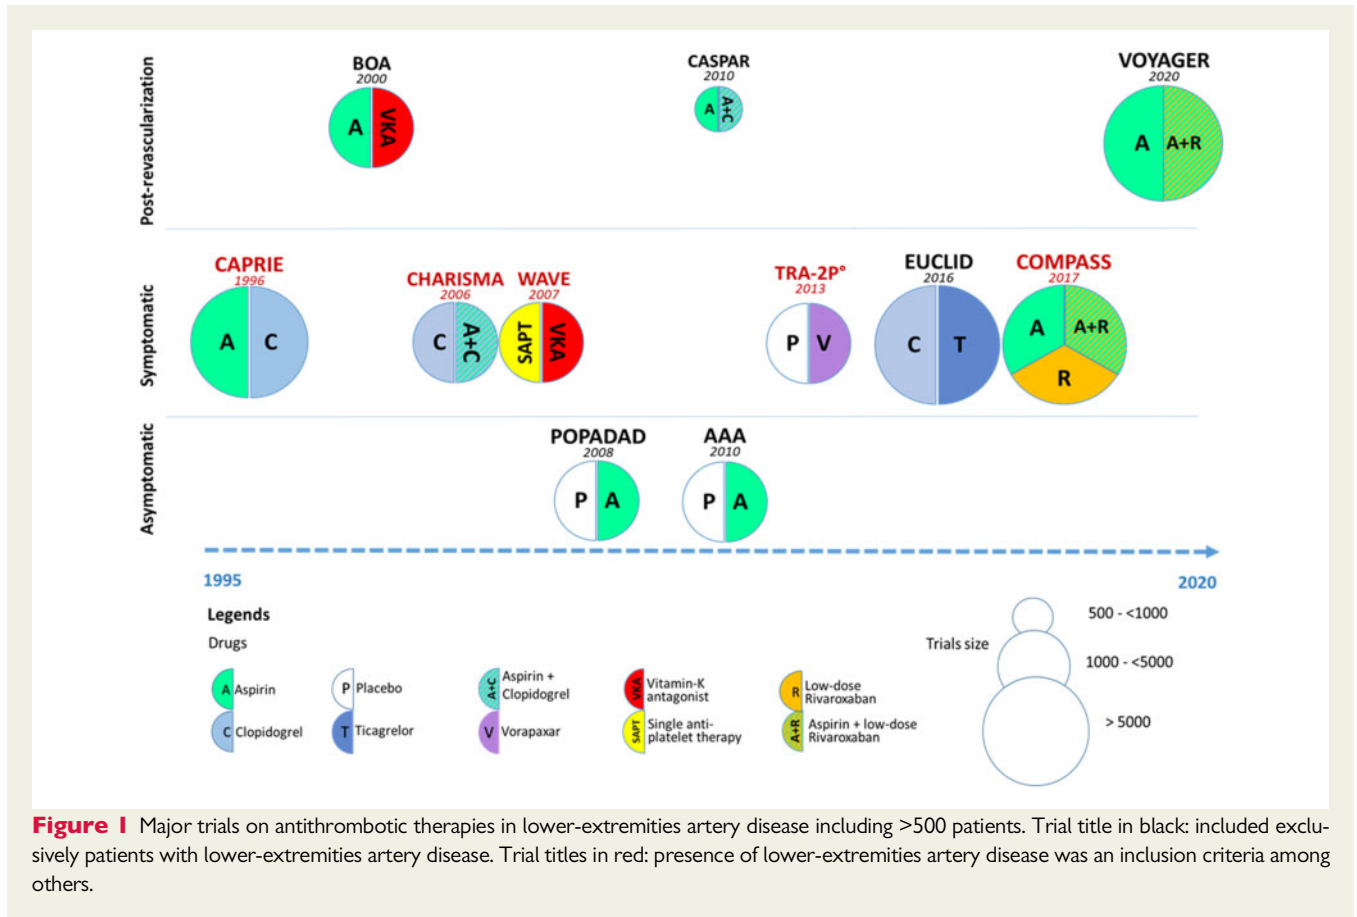 Post-revascularization
BOA
2000
A VKA
CASPAR
2010
A A+C
VOYAGER
2020
A A+R
Symptomatic
CAPRIE
1996
A C
CHARISMA
2006
C A+C
WAVE
2007
SAPT VKA
TRA-2P°
2013
P V
EUCLID
2016
C T
COMPASS
2017
A A+R
R
Asymptomatic
POPADAD
2008
P A
AAA
2010
P A
1995
2020
Legends
Drugs
A Aspirin
C Clopidogrel
P Placebo
T Ticagrelor
A+C Aspirin +
Clopidogrel
V Vorapaxar
VKA Vitamin-K
antagonist
SAPT Single anti-
platelet therapy
R Low-dose
Rivaroxaban
A+R Aspirin + low-dose
Rivaroxaban
Trials size
500 - <1000
1000 - <5000
> 5000
Figure 1 Major trials on antithrombotic therapies in lower-extremities artery disease including >500 patients. Trial title in black: included exclu-
sively patients with lower-extremities artery disease. Trial titles in red: presence of lower-extremities artery disease was an inclusion criteria among
others.